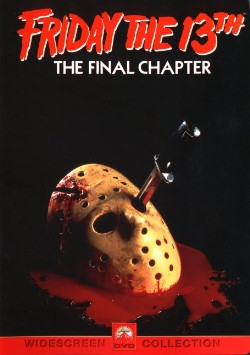 FRIDAY THE 13TH
THE FINAL CHAPTER
WIDESCREEN DVD COLLECTION